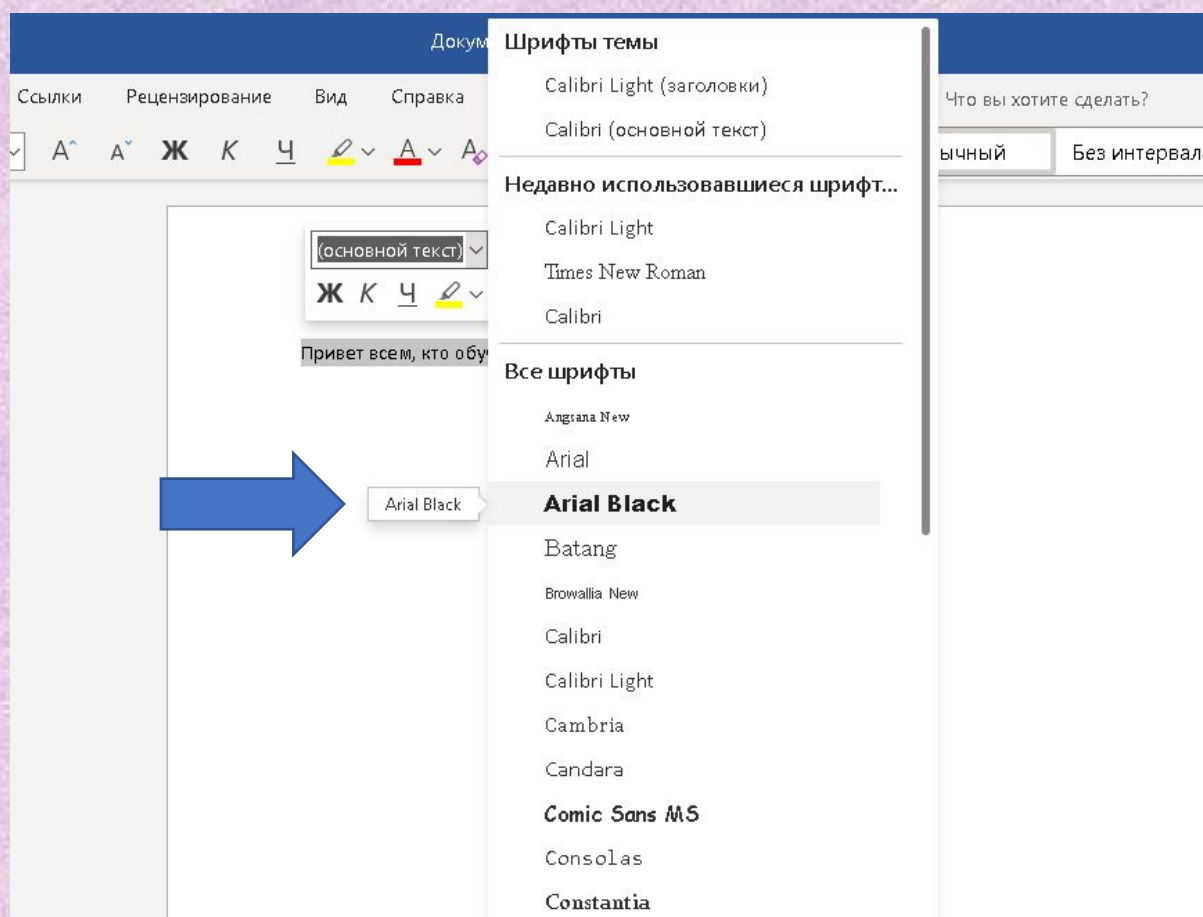 Докум
Ссылки Рецензирование Вид Справка
Что вы хотите сделать?
Ж К Ч А
ычный
Без интервал
(основной текст)
Ж К Ч
Привет всем, кто обу
Arial Black
Шрифты темы
Calibri Light (заголовки)
Calibri (основной текст)
Недавно использовавшиеся шрифт...
Calibri Light
Times New Roman
Calibri
Все шрифты
Angsana New
Arial
Arial Black
Batang
Browallia New
Calibri
Calibri Light
Cambria
Candara
Comic Sans MS
Consolas
Constantia